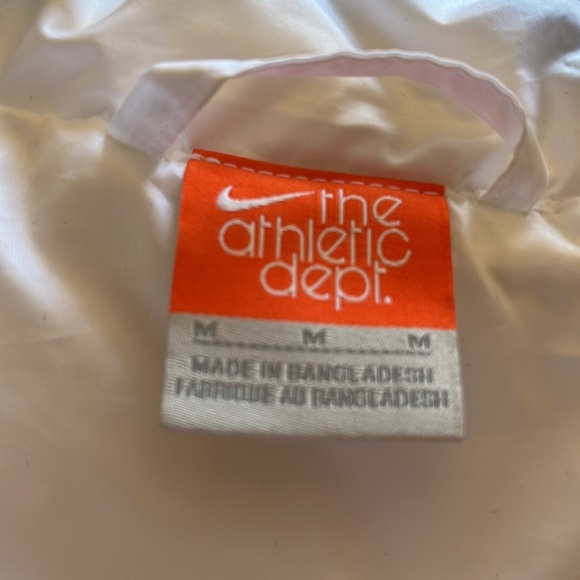 the
athletic
dept.
M M M
MADE IN BANGLADESH
FABRIQUE AU BANGLADESH